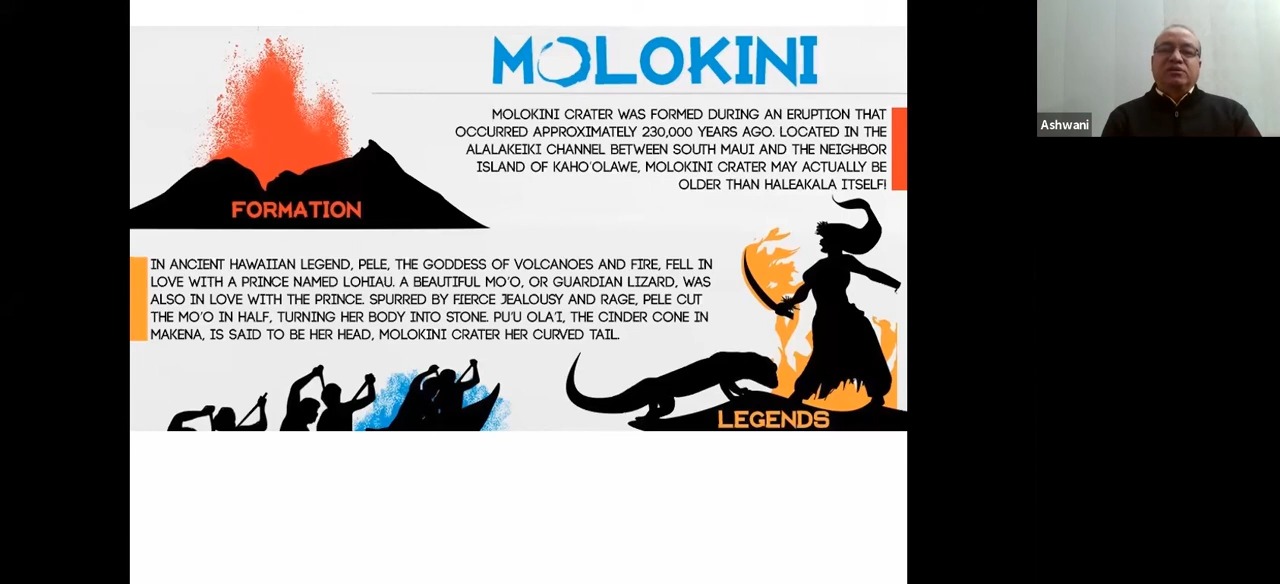 MOLOKINI
MOLOKINI CRATER WAS FORMED DURING AN ERUPTION THAT
OCCURRED APPROXIMATELY 230,000 YEARS AGO. LOCATED IN THE
ALALAKEIKI CHANNEL BETWEEN SOUTH MAUI AND THE NEIGHBOR
ISLAND OF KAHO'OLAWE, MOLOKINI CRATER MAY ACTUALLY BE
OLDER THAN HALEAKALA ITSELF!
FORMATION
IN ANCIENT HAWAIIAN LEGEND, PELE, THE GODDESS OF VOLCANOES AND FIRE, FELL IN
LOVE WITH A PRINCE NAMED LOHIAU. A BEAUTIFUL MO'O, OR GUARDIAN LIZARD, WAS
ALSO IN LOVE WITH THE PRINCE. SPURRED BY FIERCE JEALOUSY AND RAGE, PELE CUT
THE MO'O IN HALF, TURNING HER BODY INTO STONE. PU'U OLA'I, THE CINDER CONE IN
MAKENA, IS SAID TO BE HER HEAD, MOLOKINI CRATER HER CURVED TAIL.
LEGENDS
Ashwani